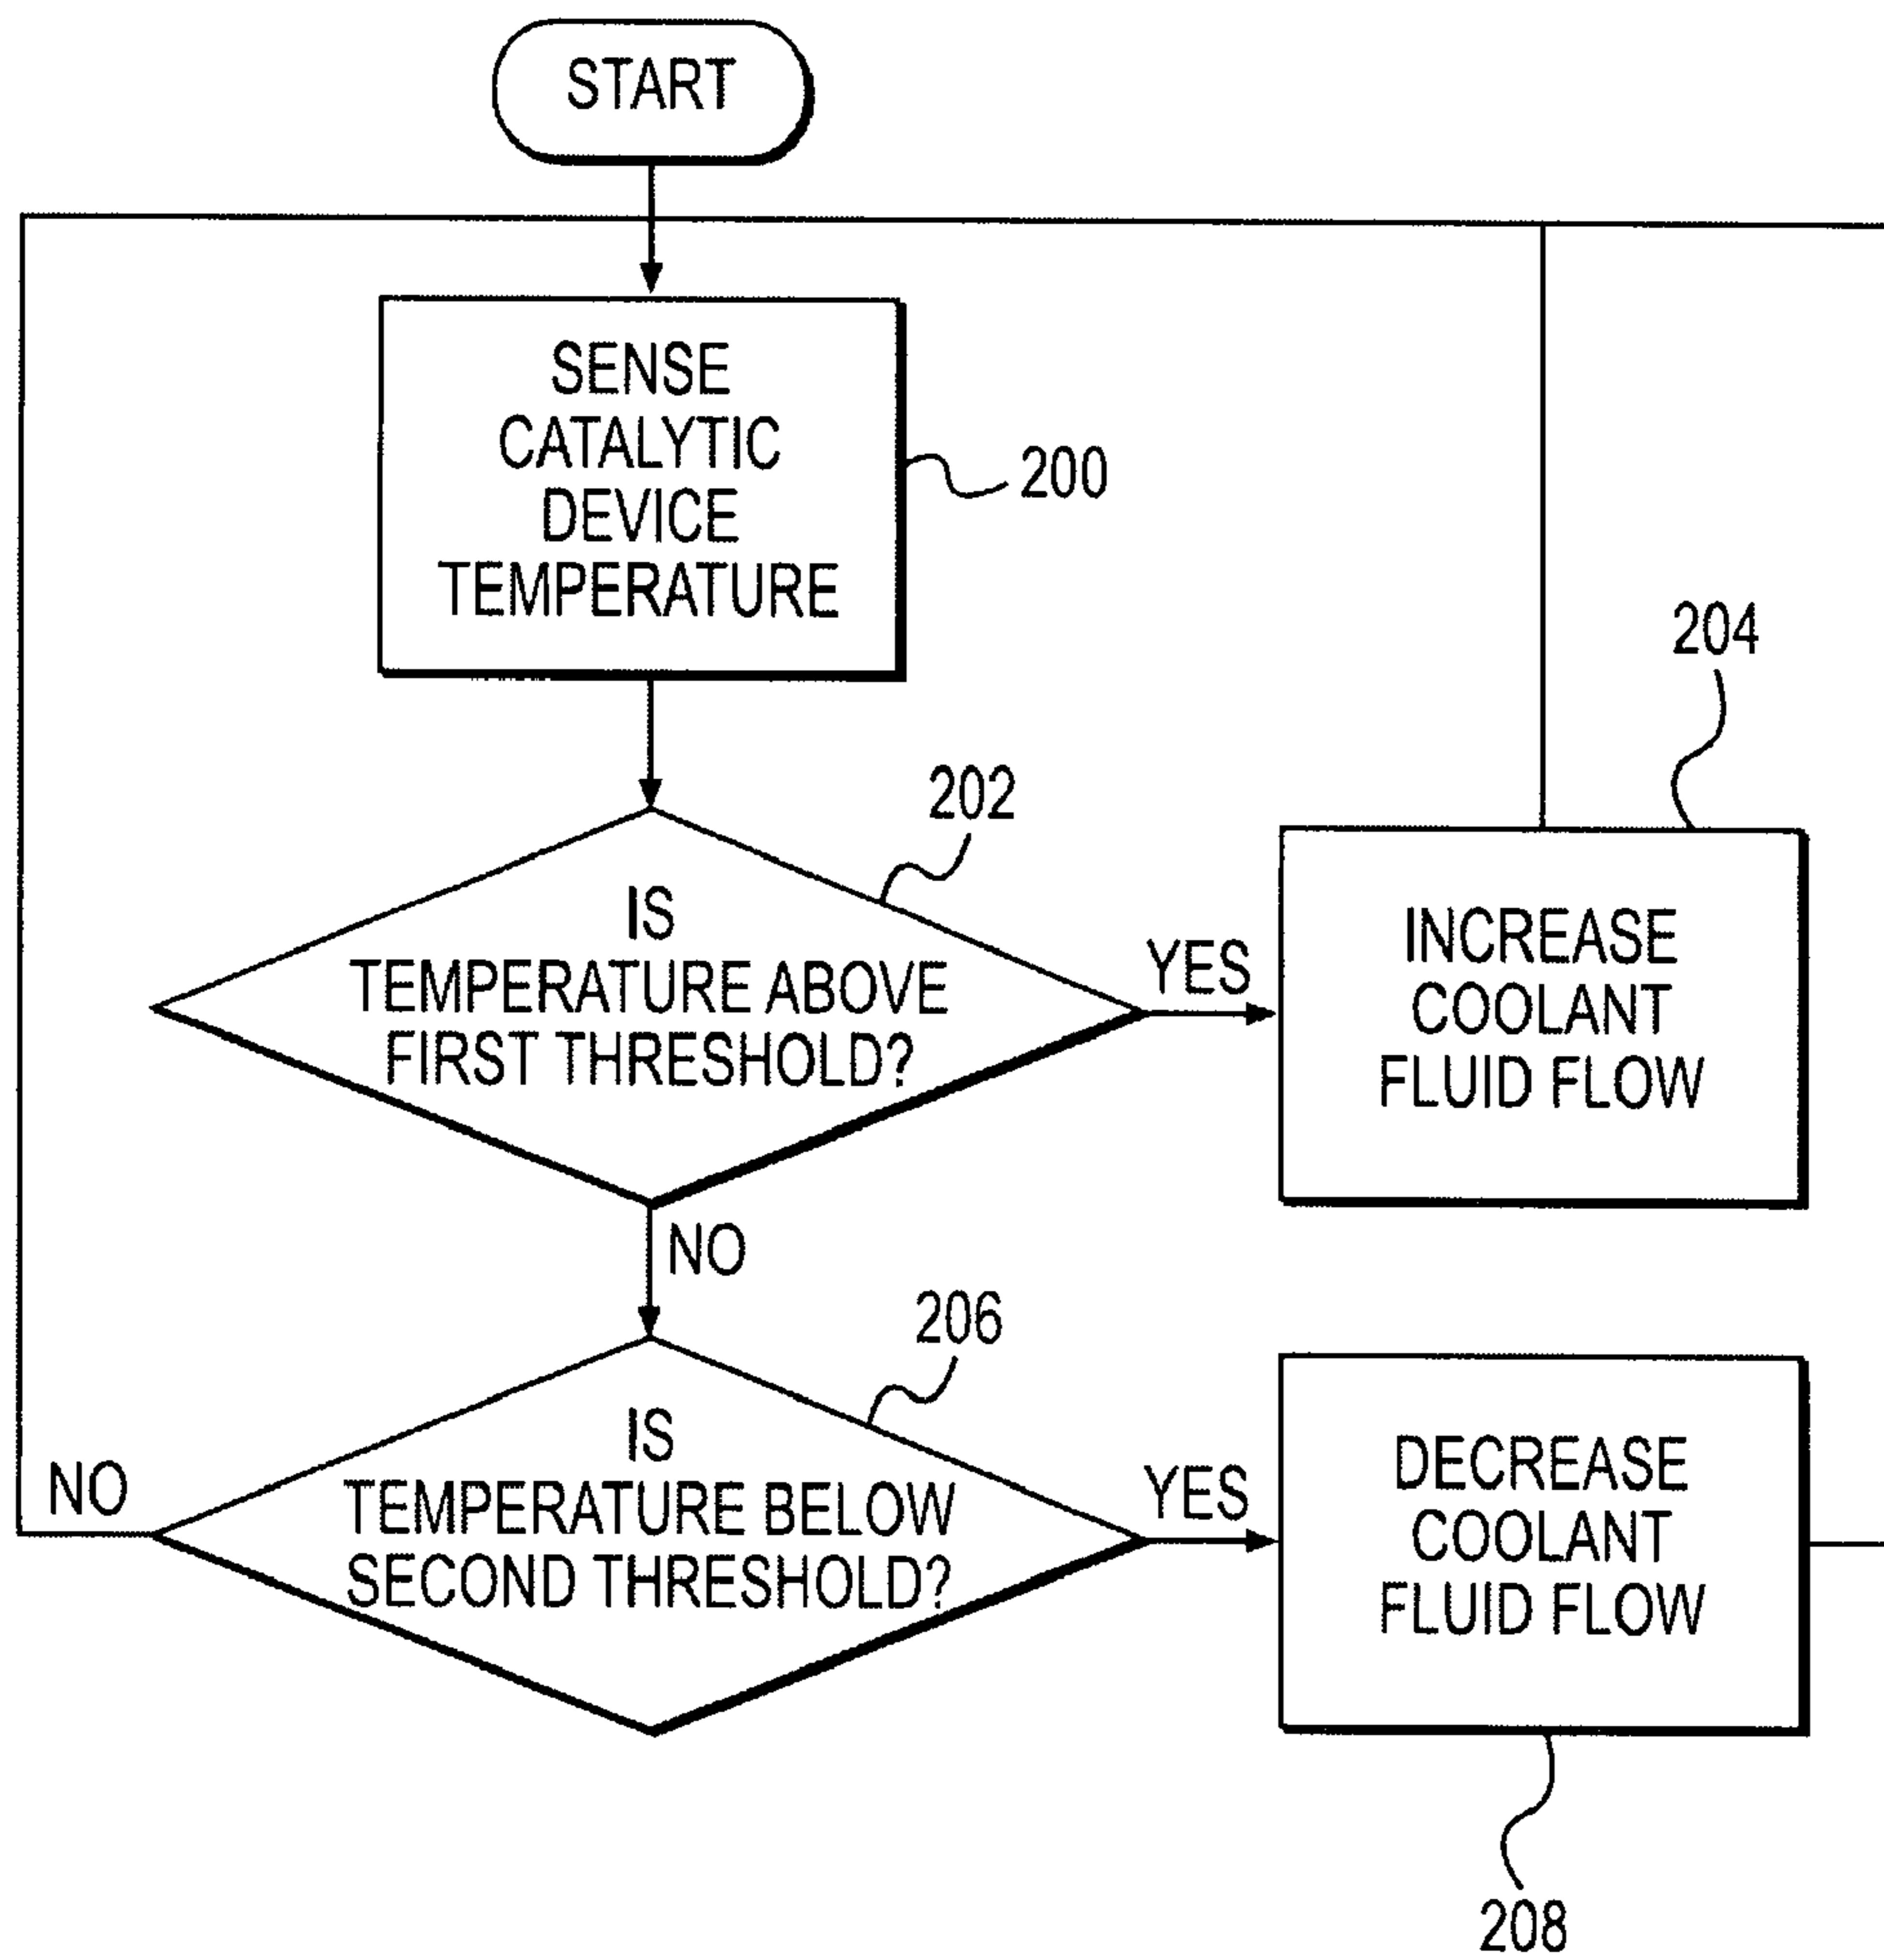 START
SENSE
CATALYTIC
DEVICE
TEMPERATURE
200
202
IS
TEMPERATURE ABOVE
FIRST THRESHOLD?
YES
204
INCREASE
COOLANT
FLUID FLOW
NO
206
IS
TEMPERATURE BELOW
SECOND THRESHOLD?
NO
YES
DECREASE
COOLANT
FLUID FLOW
208